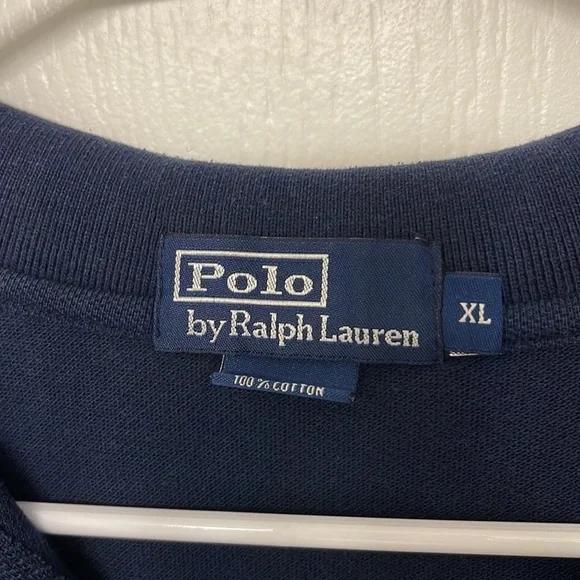 Polo
by Ralph Lauren
XL
100% COTTON